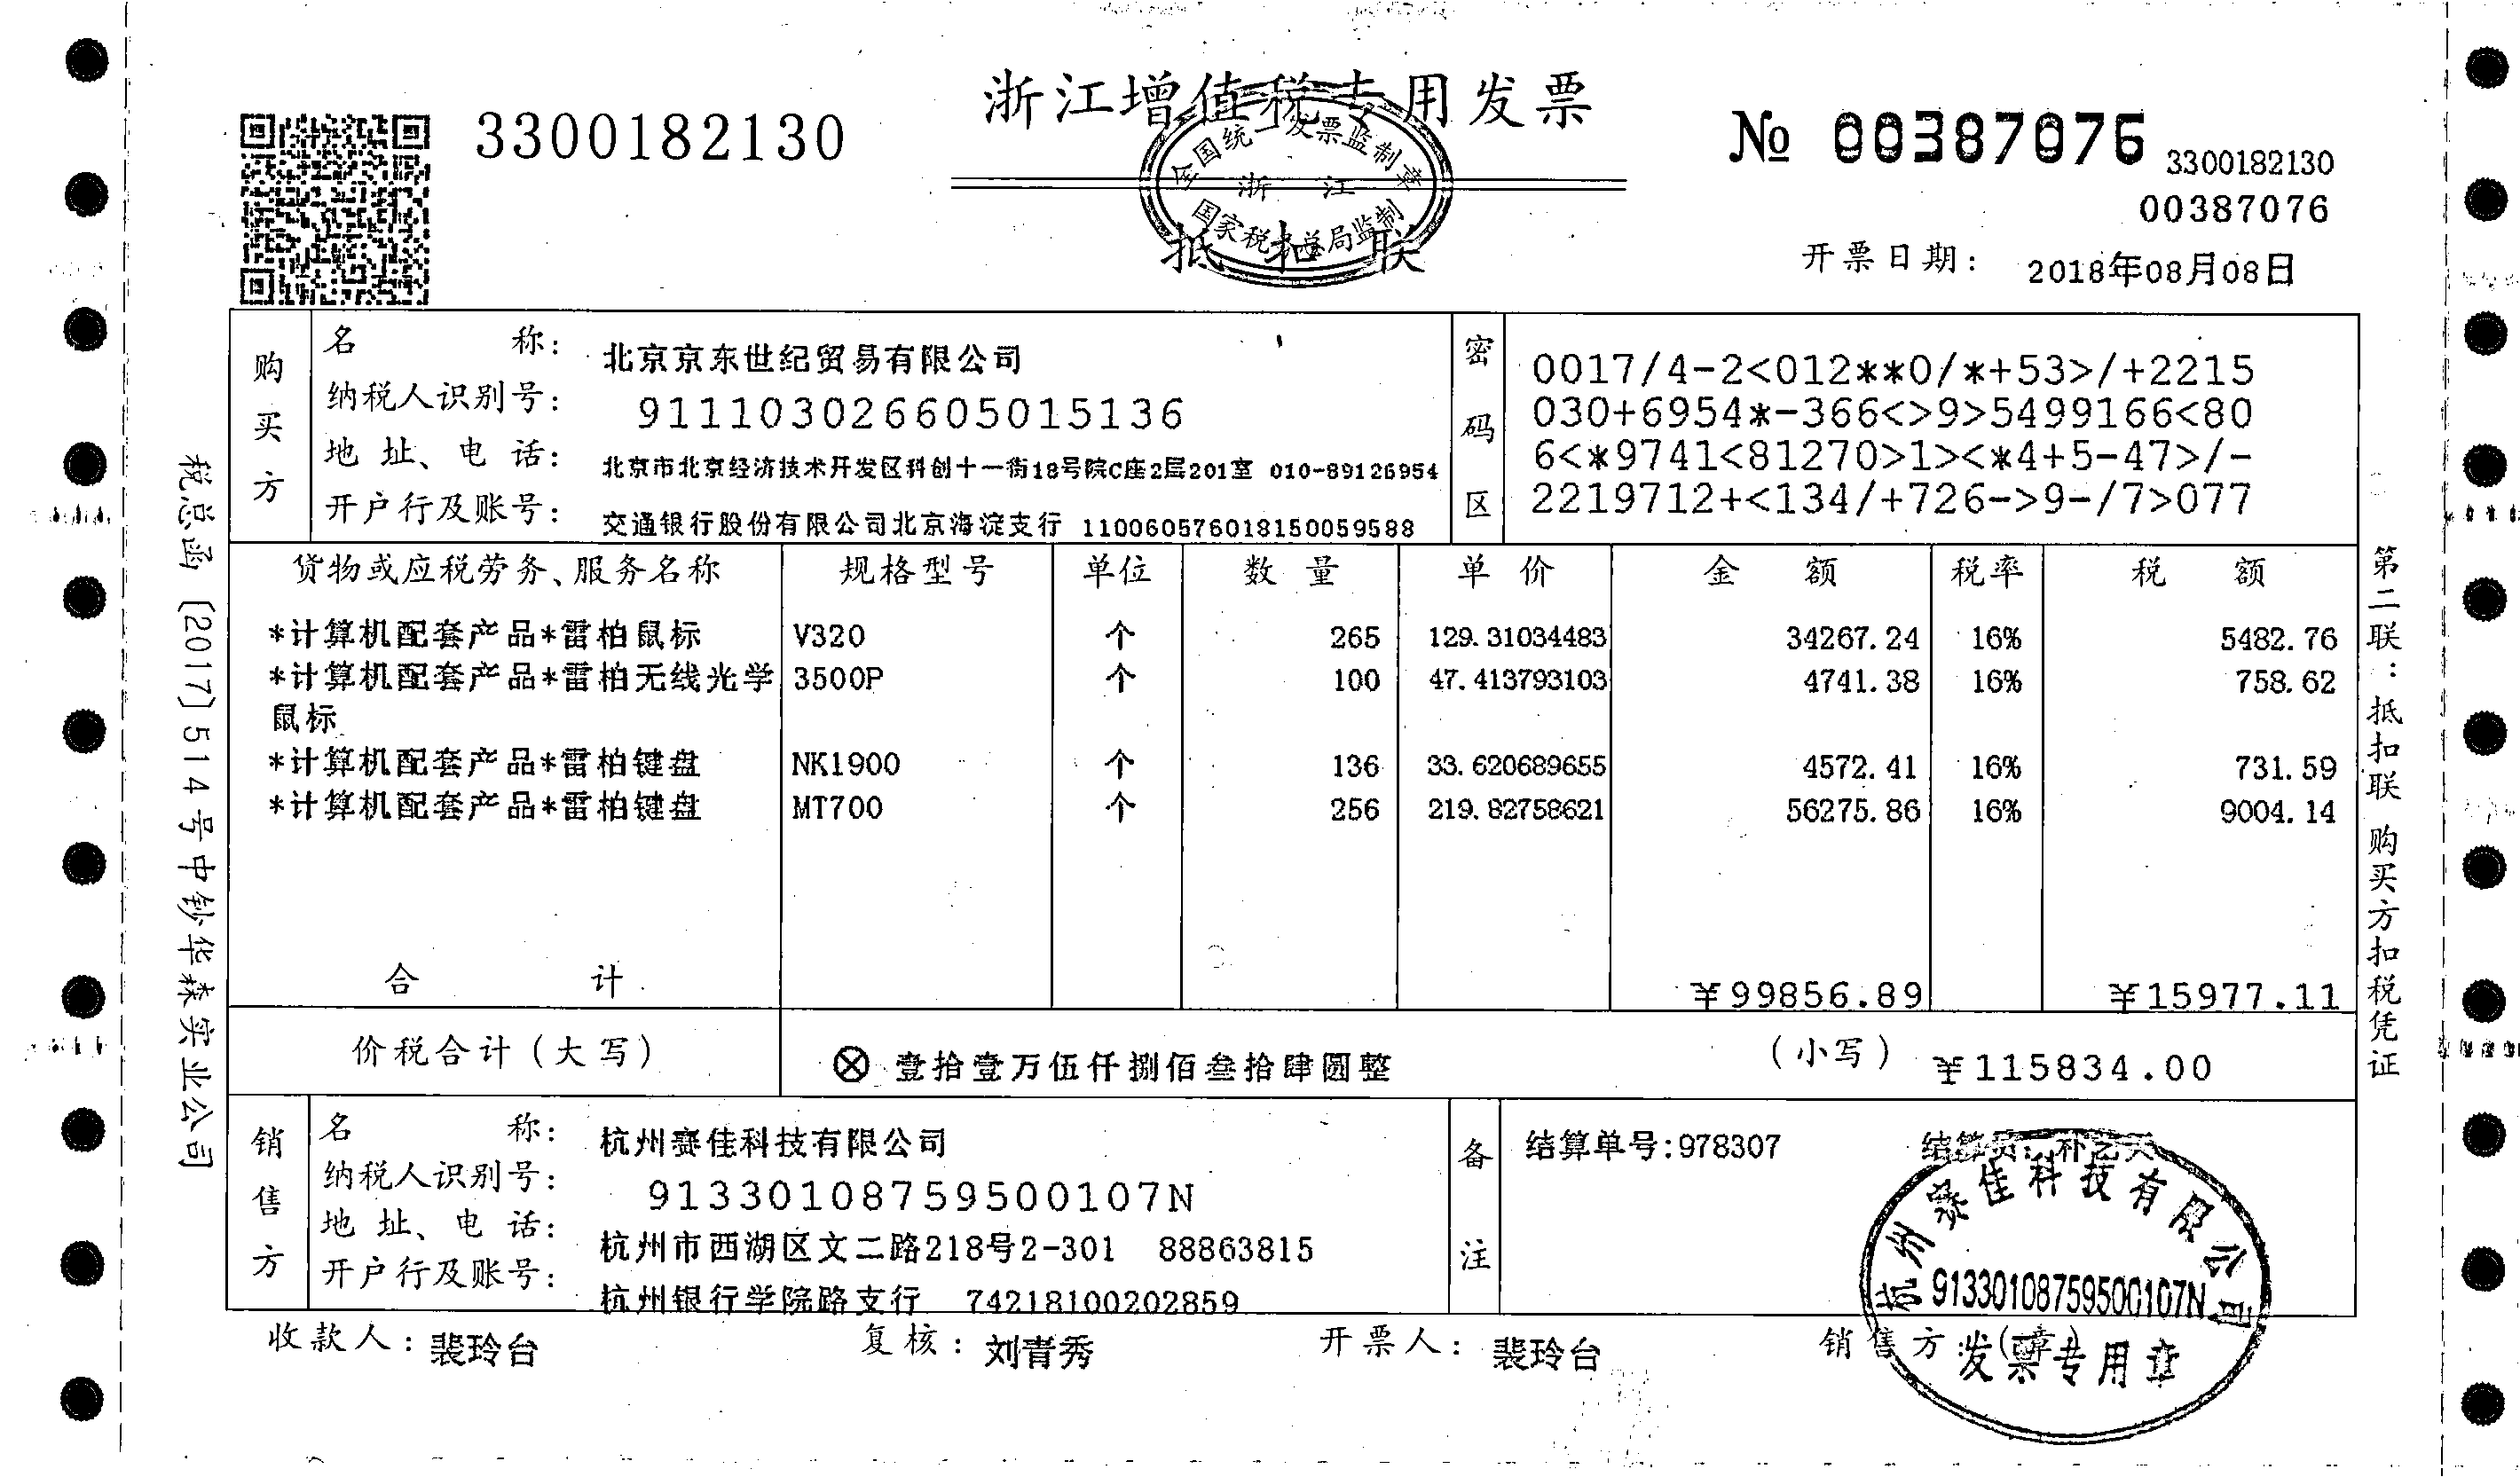 浙江增值税专用发票
3300182130
№ 00387076
3300182130
00387076
全国统一发票监制章
浙 江
国家税务总局监制
抵扣联
开票日期: 2018年08月08日
购买方
名 称: 北京京东世纪贸易有限公司
纳税人识别号: 911103026605015136
地 址、电 话: 北京市北京经济技术开发区科创十一街18号院C座2层201室 010-89126954
开户行及账号: 交通银行股份有限公司北京海淀支行 110060576018150059588
密码区
0017/4-2<012**0/*+53>/+2215
030+6954*-366<>9>5499166<80
6<*9741<81270>1><*4+5-47>/-
2219712+<134/+726->9-/7>077
货物或应税劳务、服务名称 规格型号 单位 数 量 单 价 金 额 税率 税 额
*计算机配套产品*雷柏鼠标 V320 个 265 129.31034483 34267.24 16% 5482.76
*计算机配套产品*雷柏无线光学 3500P 个 100 47.413793103 4741.38 16% 758.62
鼠标
*计算机配套产品*雷柏键盘 NK1900 个 136 33.620689655 4572.41 16% 731.59
*计算机配套产品*雷柏键盘 MT700 个 256 219.82758621 56275.86 16% 9004.14
合 计 ¥99856.89 ¥15977.11
价税合计(大写) ⊗ 壹拾壹万伍仟捌佰叁拾肆圆整 (小写) ¥115834.00
销售方
名 称: 杭州赛佳科技有限公司
纳税人识别号: 91330108759500107N
地 址、电 话: 杭州市西湖区文二路218号2-301 88863815
开户行及账号: 杭州银行学院路支行 74218100202859
备注
结算单号:978307 结算员:
杭州赛佳科技有限公司
91330108759500107N
发票专用章
收款人: 裴玲台 复核: 刘青秀 开票人: 裴玲台 销售方:(章)
税总函〔2017〕514号中钞华森实业公司
第二联:抵扣联 购买方扣税凭证